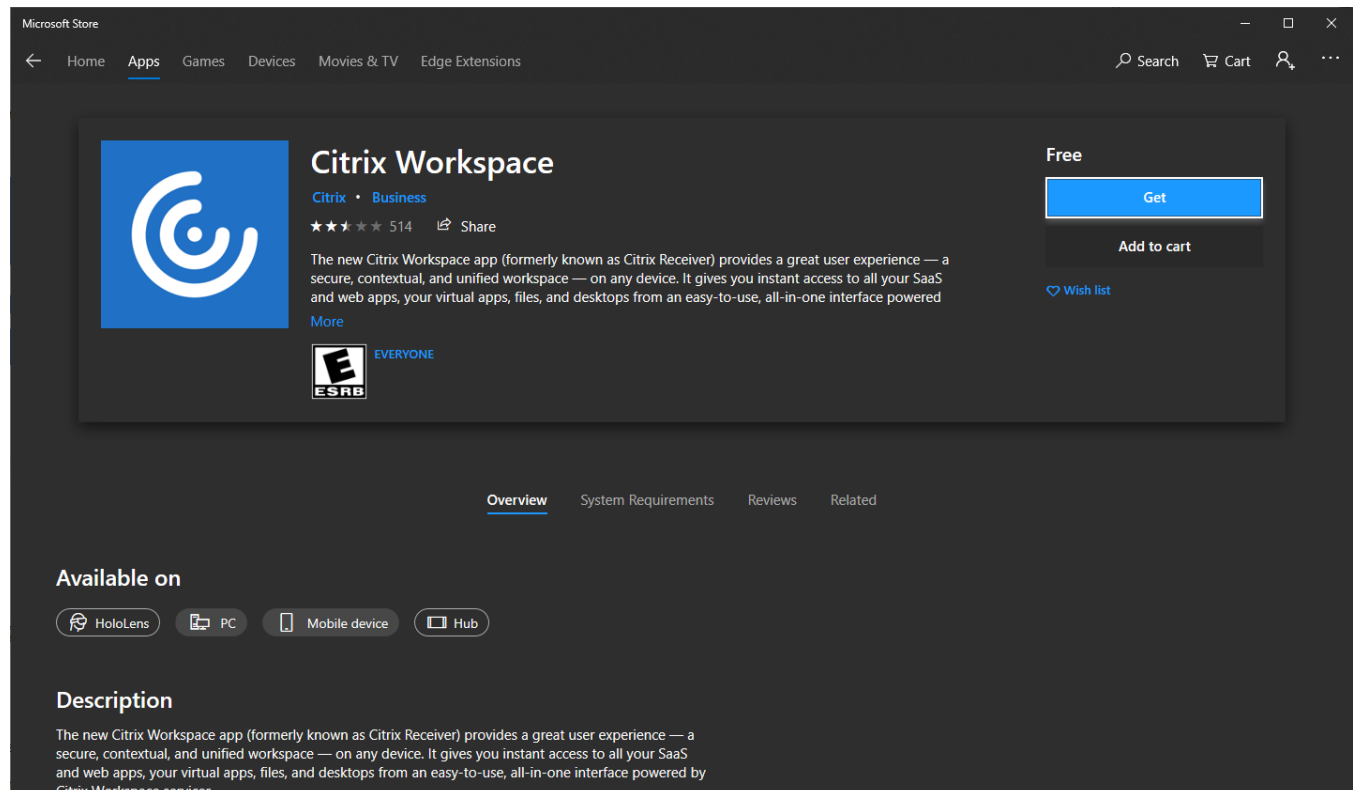 Microsoft Store
Home Apps Games Devices Movies & TV Edge Extensions Search Cart
Citrix Workspace
Citrix • Business
514 Share
The new Citrix Workspace app (formerly known as Citrix Receiver) provides a great user experience — a
secure, contextual, and unified workspace — on any device. It gives you instant access to all your SaaS
and web apps, your virtual apps, files, and desktops from an easy-to-use, all-in-one interface powered
More
E
ESRB
EVERYONE
Free
Get
Add to cart
Wish list
Overview System Requirements Reviews Related
Available on
HoloLens PC Mobile device Hub
Description
The new Citrix Workspace app (formerly known as Citrix Receiver) provides a great user experience — a
secure, contextual, and unified workspace — on any device. It gives you instant access to all your SaaS
and web apps, your virtual apps, files, and desktops from an easy-to-use, all-in-one interface powered by
Citrix Workspace services